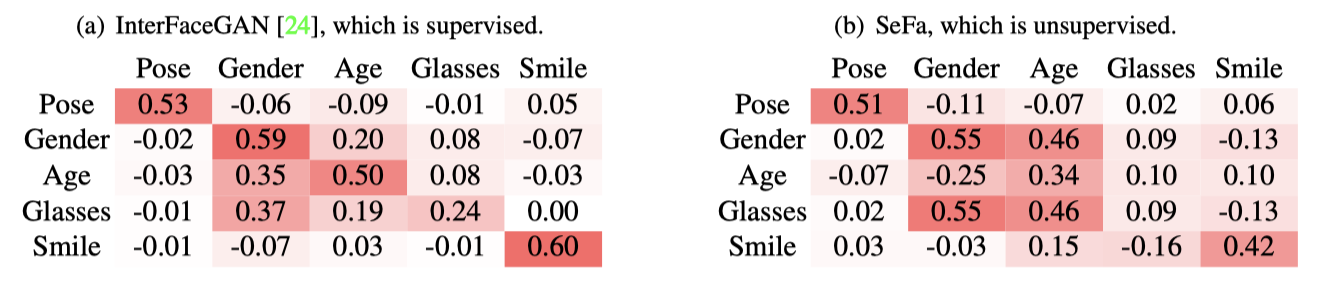 (a) InterFaceGAN [24], which is supervised.
Pose Gender Age Glasses Smile
Pose 0.53 -0.06 -0.09 -0.01 0.05
Gender -0.02 0.59 0.20 0.08 -0.07
Age -0.03 0.35 0.50 0.08 -0.03
Glasses -0.01 0.37 0.19 0.24 0.00
Smile -0.01 -0.07 0.03 -0.01 0.60
(b) SeFa, which is unsupervised.
Pose Gender Age Glasses Smile
Pose 0.51 -0.11 -0.07 0.02 0.06
Gender 0.02 0.55 0.46 0.09 -0.13
Age -0.07 -0.25 0.34 0.10 0.10
Glasses 0.02 0.55 0.46 0.09 -0.13
Smile 0.03 -0.03 0.15 -0.16 0.42